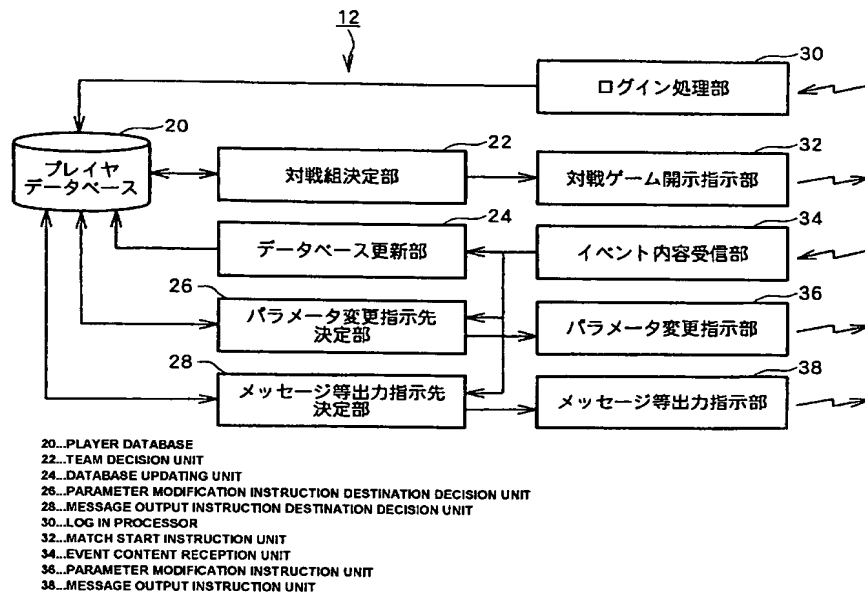 12
30
ログイン処理部
20
プレイヤ
データベース
22
対戦組決定部
32
対戦ゲーム開示指示部
24
データベース更新部
34
イベント内容受信部
26
パラメータ変更指示先
決定部
36
パラメータ変更指示部
28
メッセージ等出力指示先
決定部
38
メッセージ等出力指示部
20...PLAYER DATABASE
22...TEAM DECISION UNIT
24...DATABASE UPDATING UNIT
26...PARAMETER MODIFICATION INSTRUCTION DESTINATION DECISION UNIT
28...MESSAGE OUTPUT INSTRUCTION DESTINATION DECISION UNIT
30...LOG IN PROCESSOR
32...MATCH START INSTRUCTION UNIT
34...EVENT CONTENT RECEPTION UNIT
36...PARAMETER MODIFICATION INSTRUCTION UNIT
38...MESSAGE OUTPUT INSTRUCTION UNIT